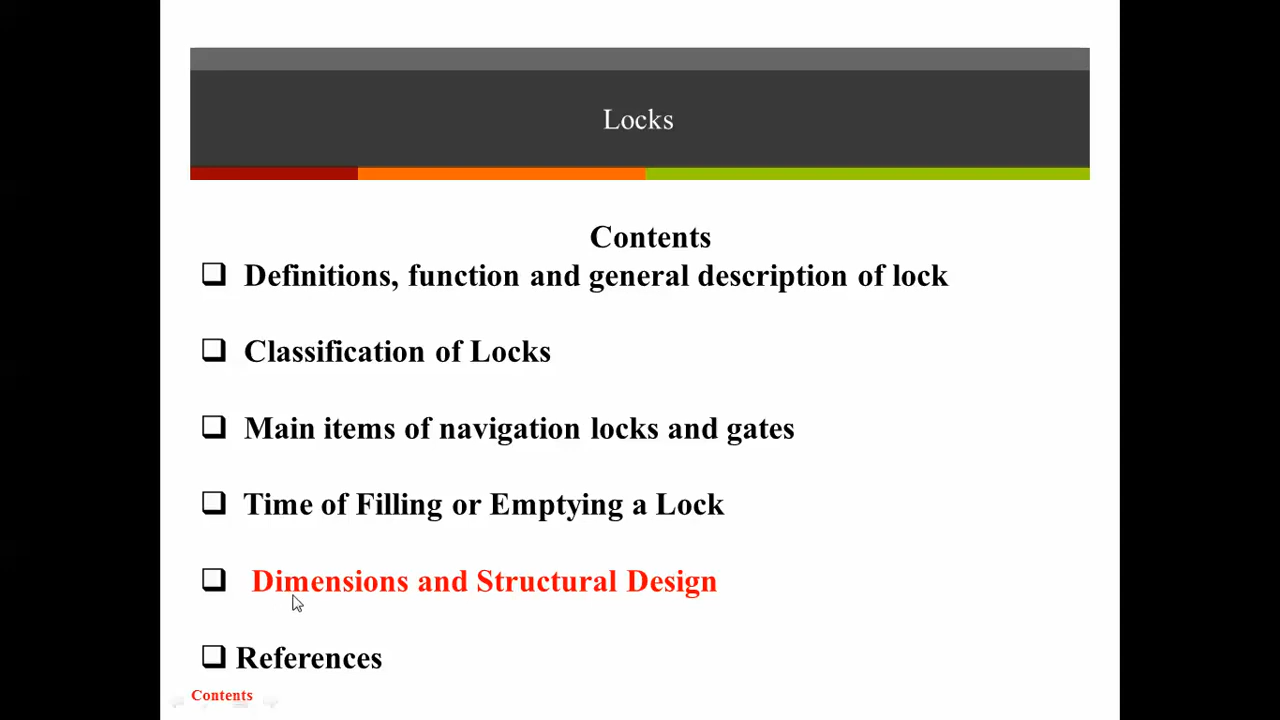 Locks
Contents
Definitions, function and general description of lock
Classification of Locks
Main items of navigation locks and gates
Time of Filling or Emptying a Lock
Dimensions and Structural Design
References
Contents